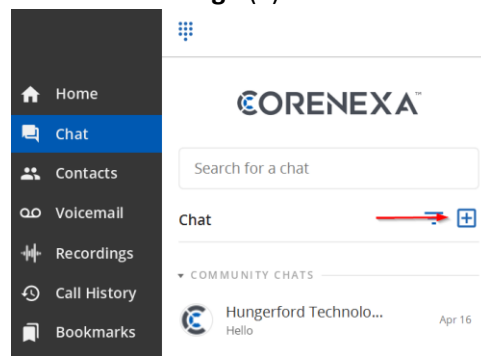 Home
Chat
Contacts
Voicemail
Recordings
Call History
Bookmarks
CORENEXA™
Search for a chat
Chat
COMMUNITY CHATS
Hungerford Technolo...
Apr 16
Hello